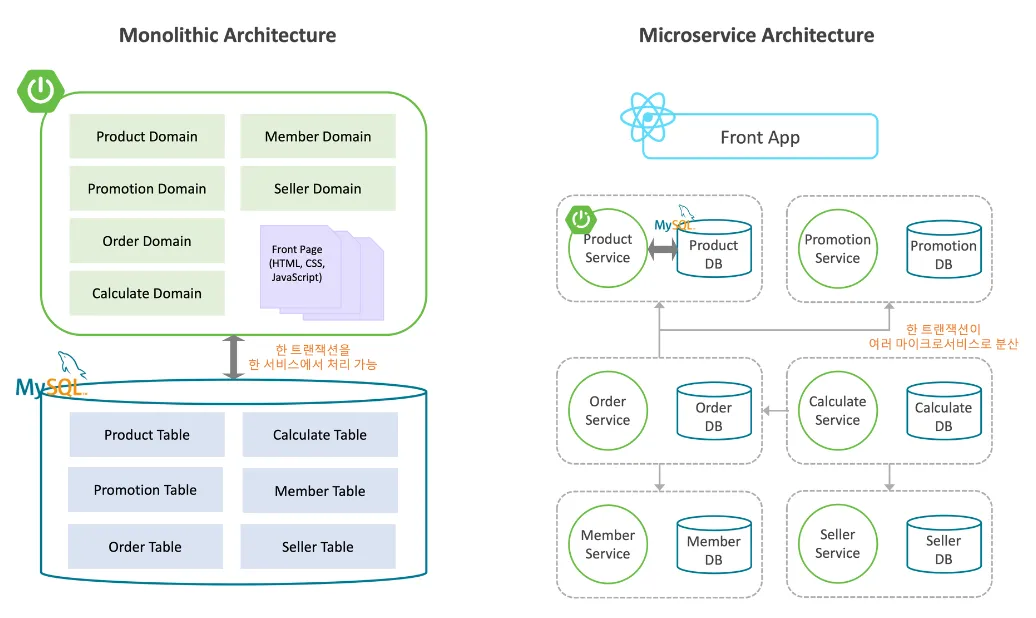 Monolithic Architecture
Product Domain
Member Domain
Promotion Domain
Seller Domain
Order Domain
Calculate Domain
Front Page
(HTML, CSS,
JavaScript)
한 트랜잭션을
한 서비스에서 처리 가능
MySQL™
Product Table
Calculate Table
Promotion Table
Member Table
Order Table
Seller Table
Microservice Architecture
Front App
Product
Service
MySQL™
Product
DB
Promotion
Service
Promotion
DB
한 트랜잭션이
여러 마이크로서비스로 분산
Order
Service
Order
DB
Calculate
Service
Calculate
DB
Member
Service
Member
DB
Seller
Service
Seller
DB